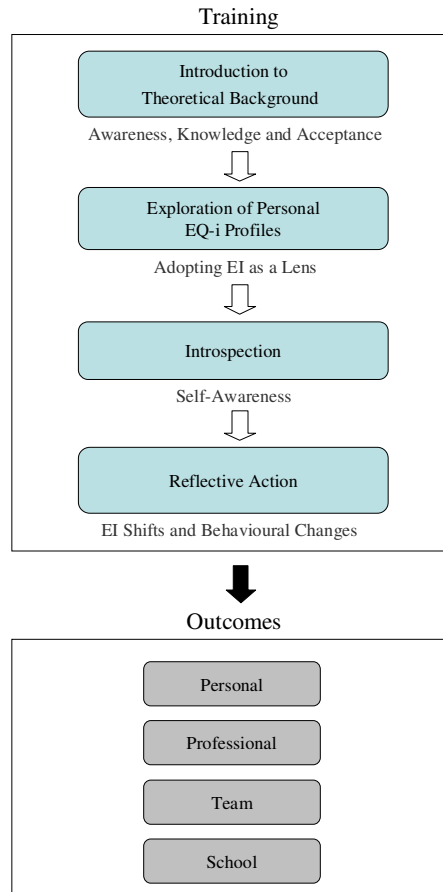 Training
Introduction to
Theoretical Background
Awareness, Knowledge and Acceptance
Exploration of Personal
EQ-i Profiles
Adopting EI as a Lens
Introspection
Self-Awareness
Reflective Action
EI Shifts and Behavioural Changes
Outcomes
Personal
Professional
Team
School